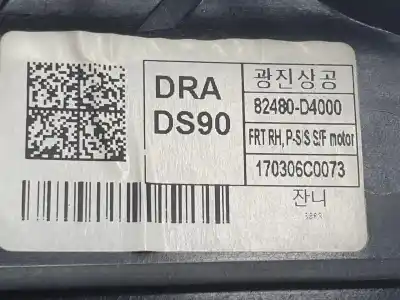 DRA
DS90
광진상공
82480-D4000
FRT RH, P-S/S S/F motor
170306C0073
잔니